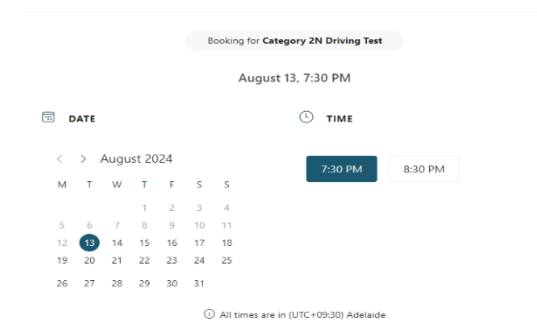 Booking for Category 2N Driving Test
August 13, 7:30 PM
DATE
TIME
< > August 2024
7:30 PM 8:30 PM
M T W T F S S
1 2 3 4
5 6 7 8 9 10 11
12 13 14 15 16 17 18
19 20 21 22 23 24 25
26 27 28 29 30 31
All times are in (UTC+09:30) Adelaide